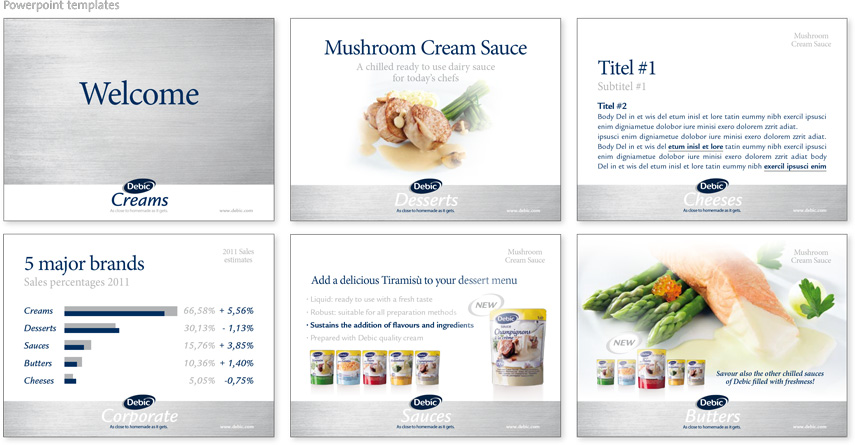 Powerpoint templates
Welcome
Debic
Creams
As close to homemade as it gets.
www.debic.com
Mushroom Cream Sauce
A chilled ready to use dairy sauce
for today's chefs
Debic
Desserts
As close to homemade as it gets.
www.debic.com
Mushroom
Cream Sauce
Titel #1
Subtitel #1
Titel #2
Body Del in et wis del etum inisl et lore tatin eummy nibh exercil ipsusci
enim digniametue dolobor iure minisi exero dolorem zzrit adiat.
ipsusci enim digniametue dolobor iure minisi exero dolorem zzrit adiat.
Body Del in et wis del etum inisl et lore tatin eummy nibh exercil ipsusci
enim digniametue dolobor iure minisi exero dolorem zzrit adiat body
Del in et wis del etum inisl et lore tatin eummy nibh exercil ipsusci enim
Debic
Cheeses
As close to homemade as it gets.
www.debic.com
2011 Sales
estimates
5 major brands
Sales percentages 2011
Creams 66,58% + 5,56%
Desserts 30,13% - 1,13%
Sauces 15,76% + 3,85%
Butters 10,36% + 1,40%
Cheeses 5,05% -0,75%
Debic
Corporate
As close to homemade as it gets.
www.debic.com
Mushroom
Cream Sauce
Add a delicious Tiramisù to your dessert menu
· Liquid: ready to use with a fresh taste
· Robust: suitable for all preparation methods
· Sustains the addition of flavours and ingredients
· Prepared with Debic quality cream
NEW
Debic
Champignons
Debic
Sauces
As close to homemade as it gets.
www.debic.com
Mushroom
Cream Sauce
NEW
Savour also the other chilled sauces
of Debic filled with freshness!
Debic
Butters
As close to homemade as it gets.
www.debic.com